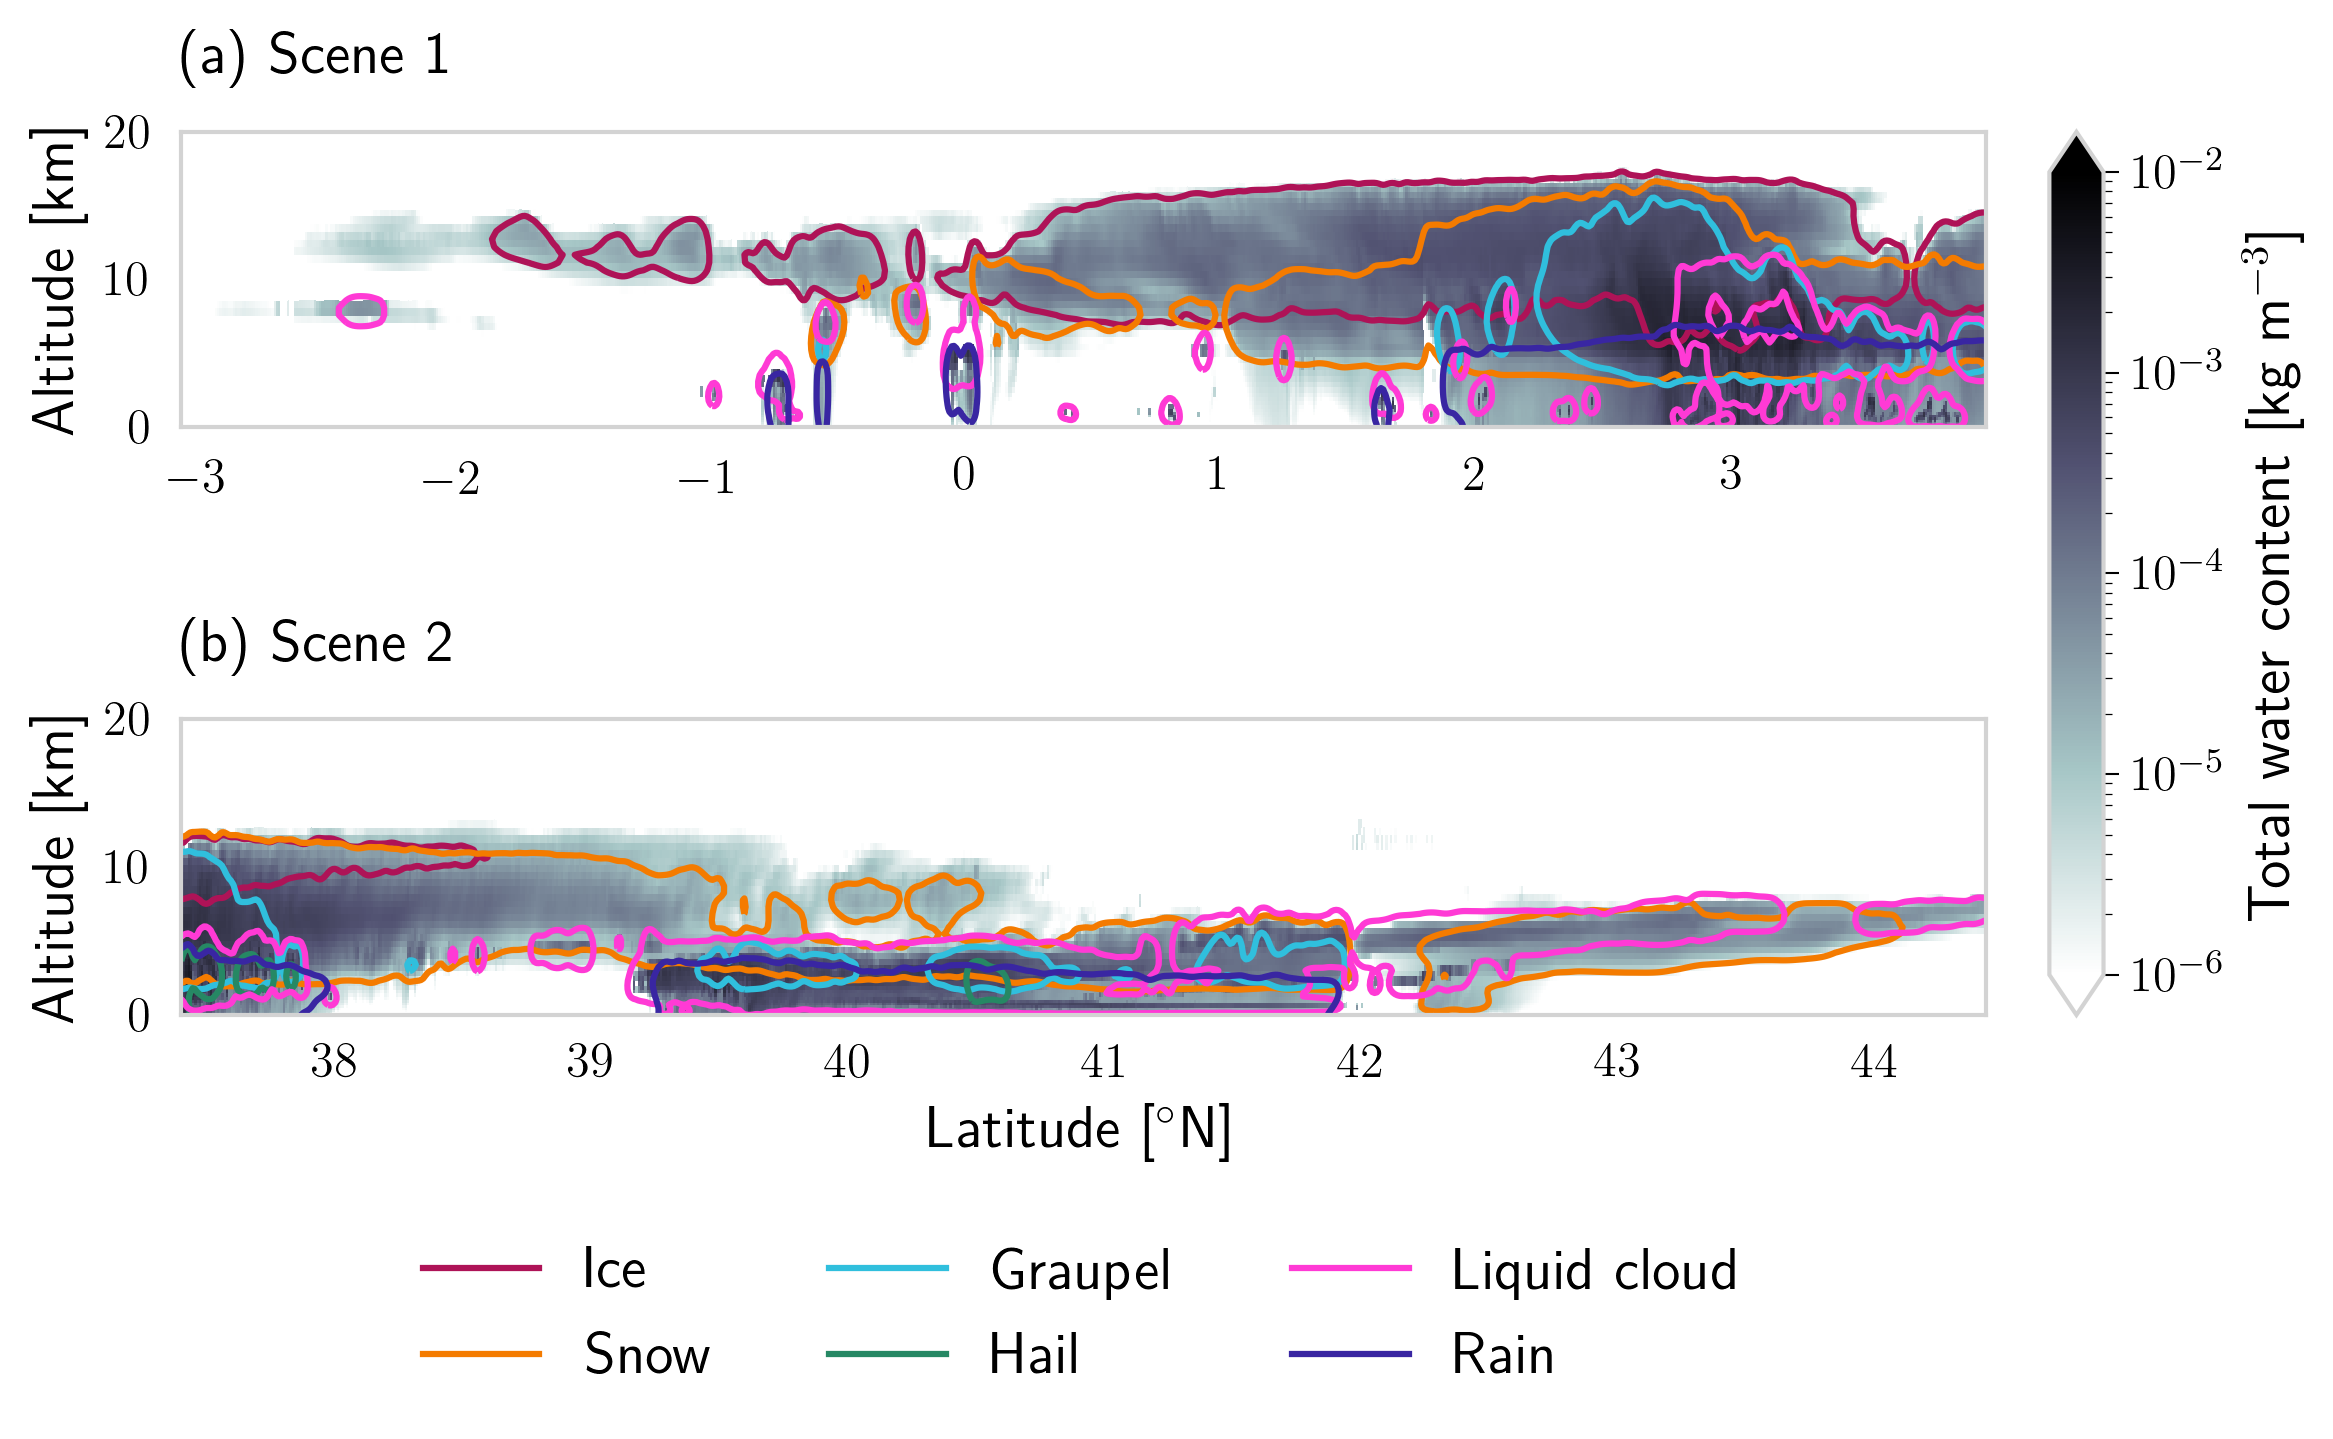 (a) Scene 1
Altitude [km]
20
10
0
−3 −2 −1 0 1 2 3
(b) Scene 2
Altitude [km]
20
10
0
38 39 40 41 42 43 44
Latitude [°N]
10⁻²
10⁻³
10⁻⁴
10⁻⁵
10⁻⁶
Total water content [kg m⁻³]
Ice Graupel Liquid cloud
Snow Hail Rain